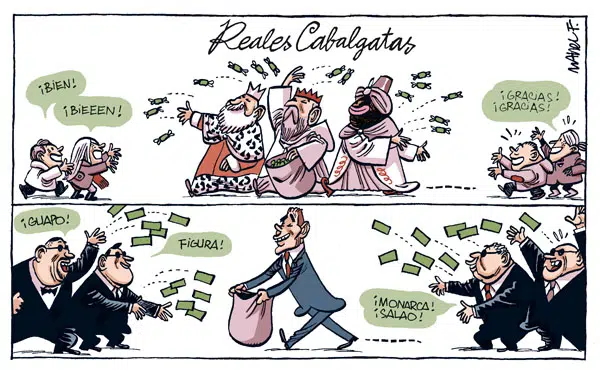 Reales Cabalgatas
MANEL F.
¡BIEN!
¡BIEEEN!
¡GRACIAS!
¡GRACIAS!
¡GUAPO!
FIGURA!
¡MONARCA!
¡SALAO!